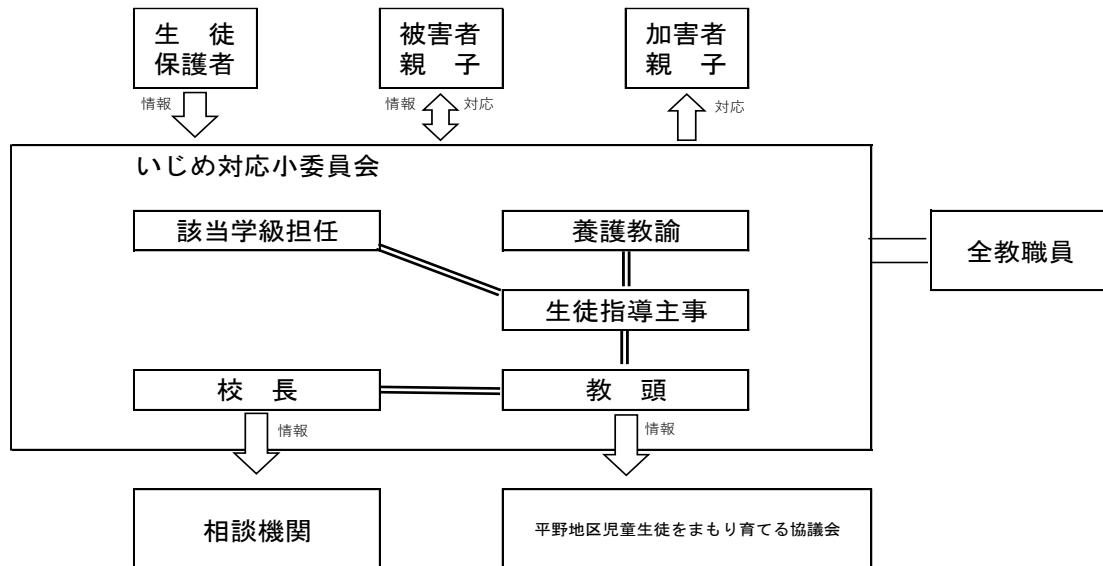 生　徒
保護者
被害者
親　子
加害者
親　子
情報
情報
対応
対応
いじめ対応小委員会
該当学級担任
養護教諭
全教職員
生徒指導主事
校　長
教　頭
情報
情報
相談機関
平野地区児童生徒をまもり育てる協議会